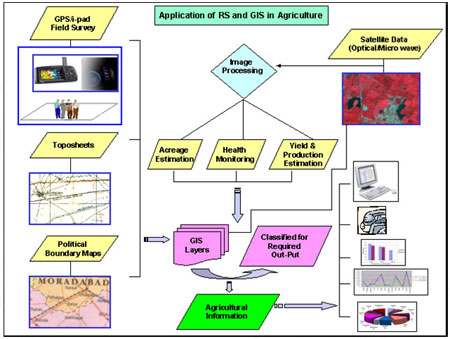 Application of RS and GIS in Agriculture
GPS/i-pad
Field Survey
Satellite Data
(Optical/Micro wave)
Image
Processing
Toposheets
Acreage
Estimation
Health
Monitoring
Yield &
Production
Estimation
Political
Boundary Maps
GIS
Layers
Classified for
Required
Out-Put
MORADABAD
Agricultural
Information